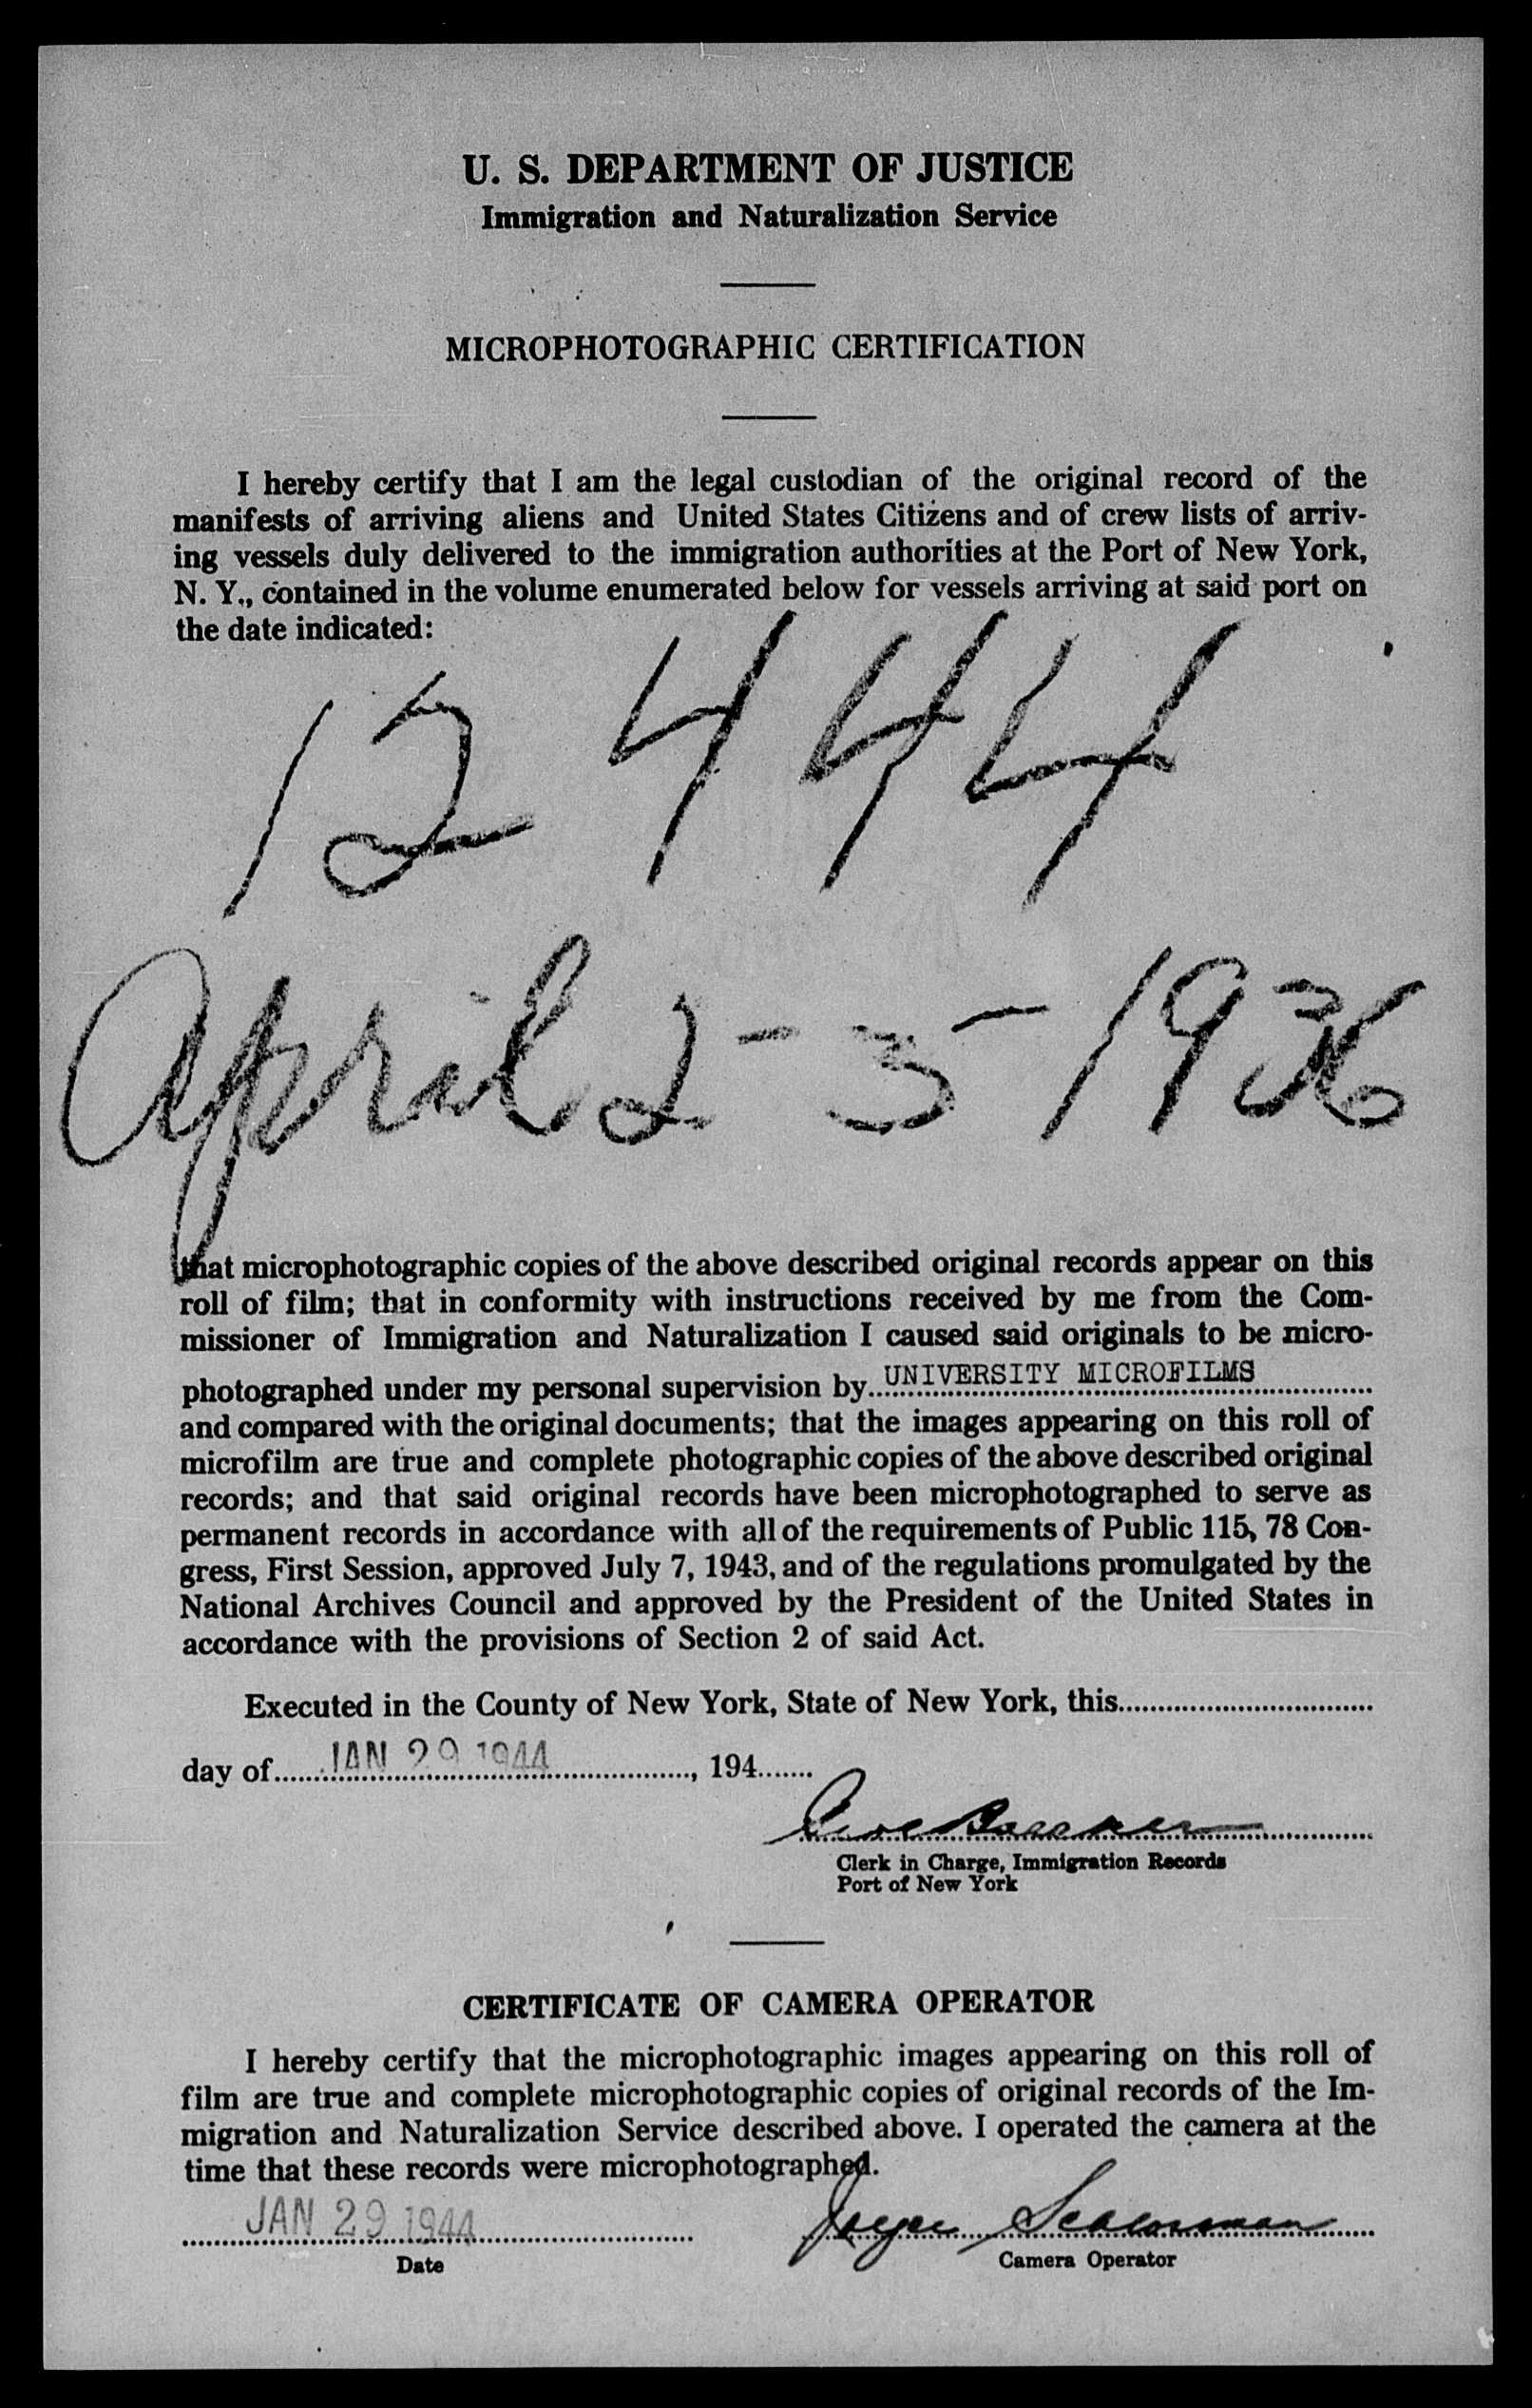 U. S. DEPARTMENT OF JUSTICE
Immigration and Naturalization Service
MICROPHOTOGRAPHIC CERTIFICATION
I hereby certify that I am the legal custodian of the original record of the
manifests of arriving aliens and United States Citizens and of crew lists of arriv-
ing vessels duly delivered to the immigration authorities at the Port of New York,
N. Y., contained in the volume enumerated below for vessels arriving at said port on
the date indicated:
12444
April 2-3-1936
that microphotographic copies of the above described original records appear on this
roll of film; that in conformity with instructions received by me from the Com-
missioner of Immigration and Naturalization I caused said originals to be micro-
photographed under my personal supervision by UNIVERSITY MICROFILMS
and compared with the original documents; that the images appearing on this roll of
microfilm are true and complete photographic copies of the above described original
records; and that said original records have been microphotographed to serve as
permanent records in accordance with all of the requirements of Public 115, 78 Con-
gress, First Session, approved July 7, 1943, and of the regulations promulgated by the
National Archives Council and approved by the President of the United States in
accordance with the provisions of Section 2 of said Act.
Executed in the County of New York, State of New York, this
day of JAN 29 1944, 194
Clerk in Charge, Immigration Records
Port of New York
CERTIFICATE OF CAMERA OPERATOR
I hereby certify that the microphotographic images appearing on this roll of
film are true and complete microphotographic copies of original records of the Im-
migration and Naturalization Service described above. I operated the camera at the
time that these records were microphotographed.
JAN 29 1944 Joyce
Date Camera Operator